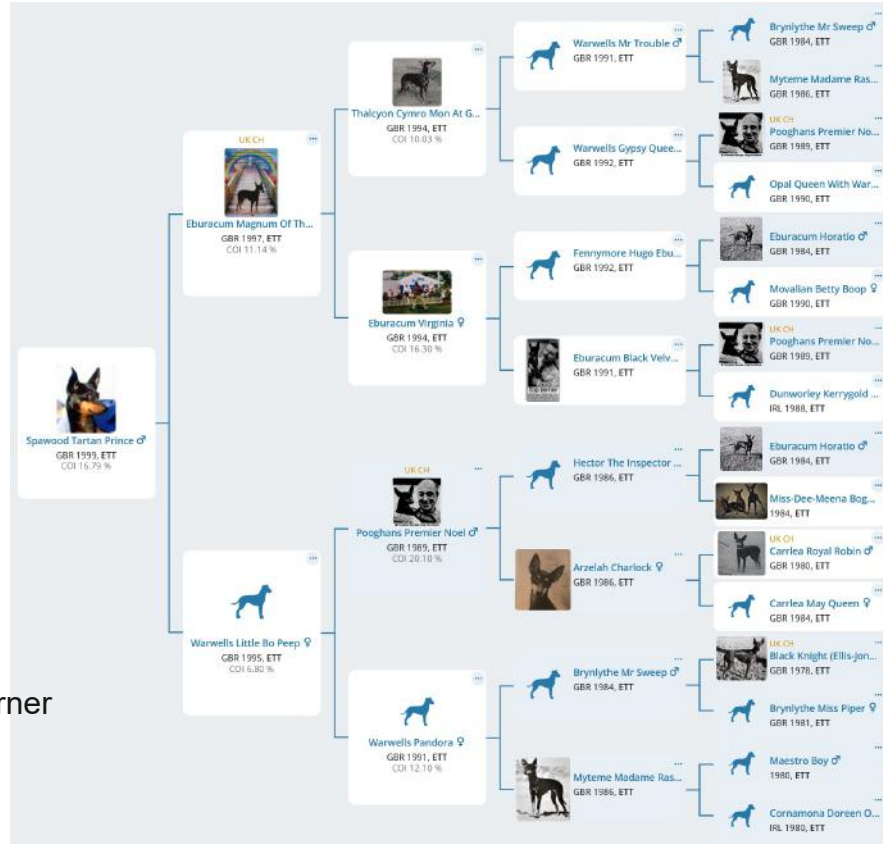 Spawood Tartan Prince ♂
GBR 1999, ETT
COI 16.79 %
UK CH
Eburacum Magnum Of Th...
GBR 1997, ETT
COI 11.14 %
Warwells Little Bo Peep ♀
GBR 1995, ETT
COI 6.80 %
Thalcyon Cymro Mon At G...
GBR 1994, ETT
COI 10.03 %
Eburacum Virginia ♀
GBR 1994, ETT
COI 16.30 %
UK CH
Pooghans Premier Noel ♂
GBR 1989, ETT
COI 20.10 %
Warwells Pandora ♀
GBR 1991, ETT
COI 12.10 %
Warwells Mr Trouble ♂
GBR 1991, ETT
Warwells Gypsy Quee...
GBR 1992, ETT
Fennymore Hugo Ebu...
GBR 1992, ETT
Eburacum Black Velv...
GBR 1991, ETT
Hector The Inspector ...
GBR 1986, ETT
Arzelah Charlock ♀
GBR 1986, ETT
Brynlythe Mr Sweep ♂
GBR 1984, ETT
Myteme Madame Ras...
GBR 1986, ETT
Brynlythe Mr Sweep ♂
GBR 1984, ETT
Myteme Madame Ras...
GBR 1986, ETT
UK CH
Pooghans Premier No...
GBR 1989, ETT
Opal Queen With War...
GBR 1990, ETT
Eburacum Horatio ♂
GBR 1984, ETT
Movalian Betty Boop ♀
GBR 1990, ETT
UK CH
Pooghans Premier No...
GBR 1989, ETT
Dunworley Kerrygold ...
IRL 1988, ETT
Eburacum Horatio ♂
GBR 1984, ETT
Miss-Dee-Meena Bog...
1984, ETT
UK CH
Carrlea Royal Robin ♂
GBR 1980, ETT
Carrlea May Queen ♀
GBR 1984, ETT
UK CH
Black Knight (Ellis-Jon...
GBR 1978, ETT
Brynlythe Miss Piper ♀
GBR 1981, ETT
Maestro Boy ♂
1980, ETT
Cornamona Doreen O...
IRL 1980, ETT
rner